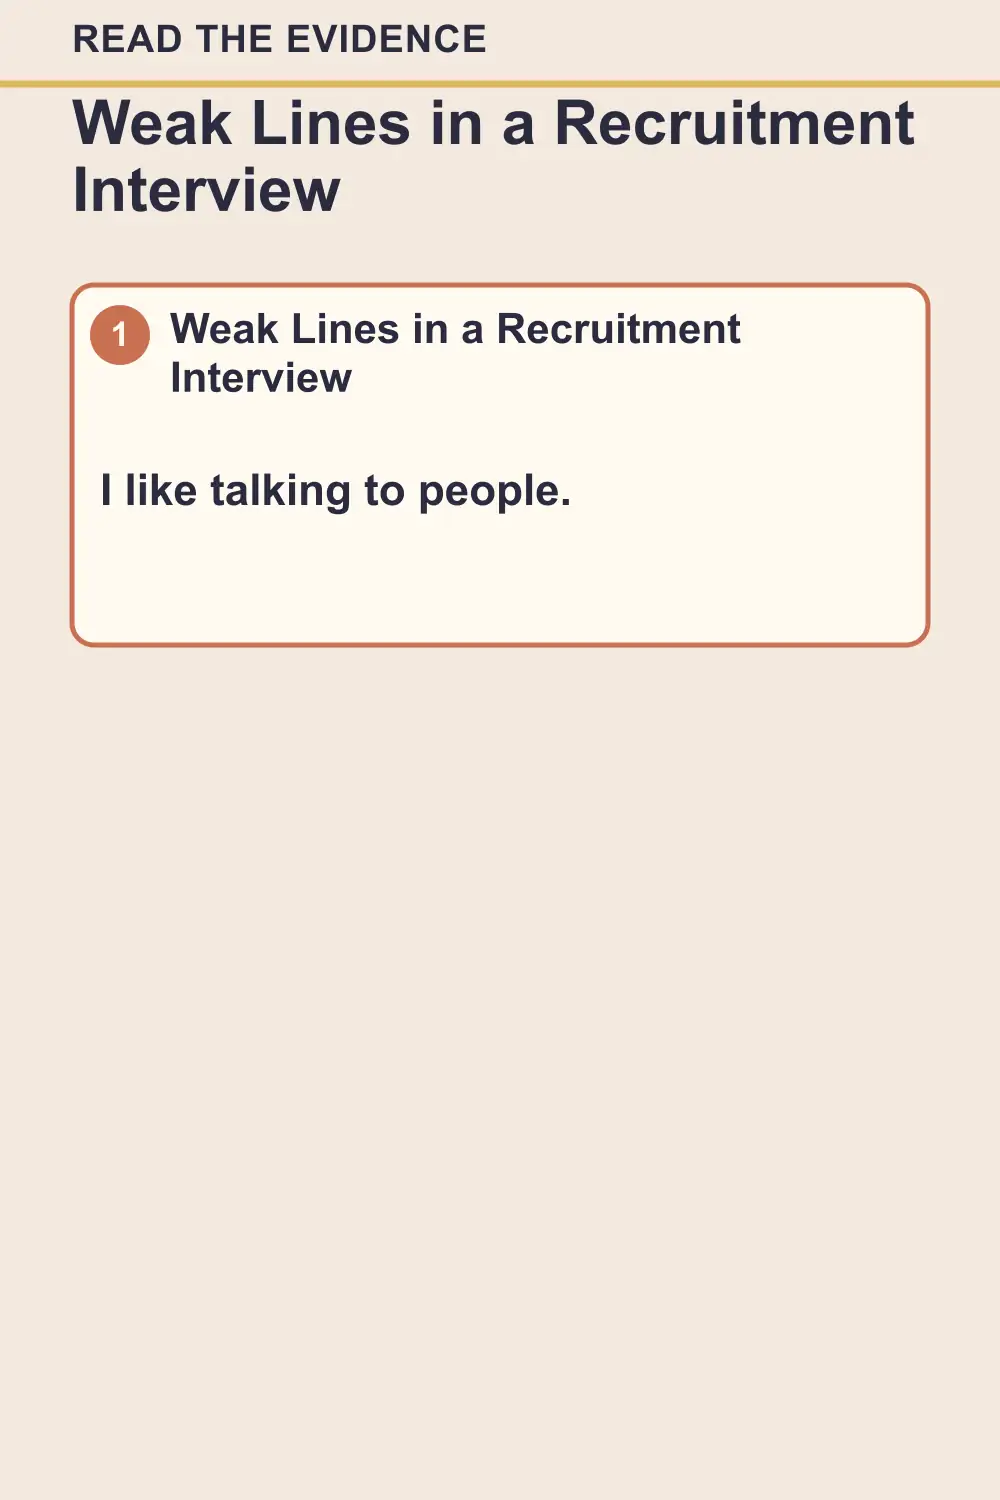 READ THE EVIDENCE
Weak Lines in a Recruitment
Interview
1
Weak Lines in a Recruitment
Interview
I like talking to people.